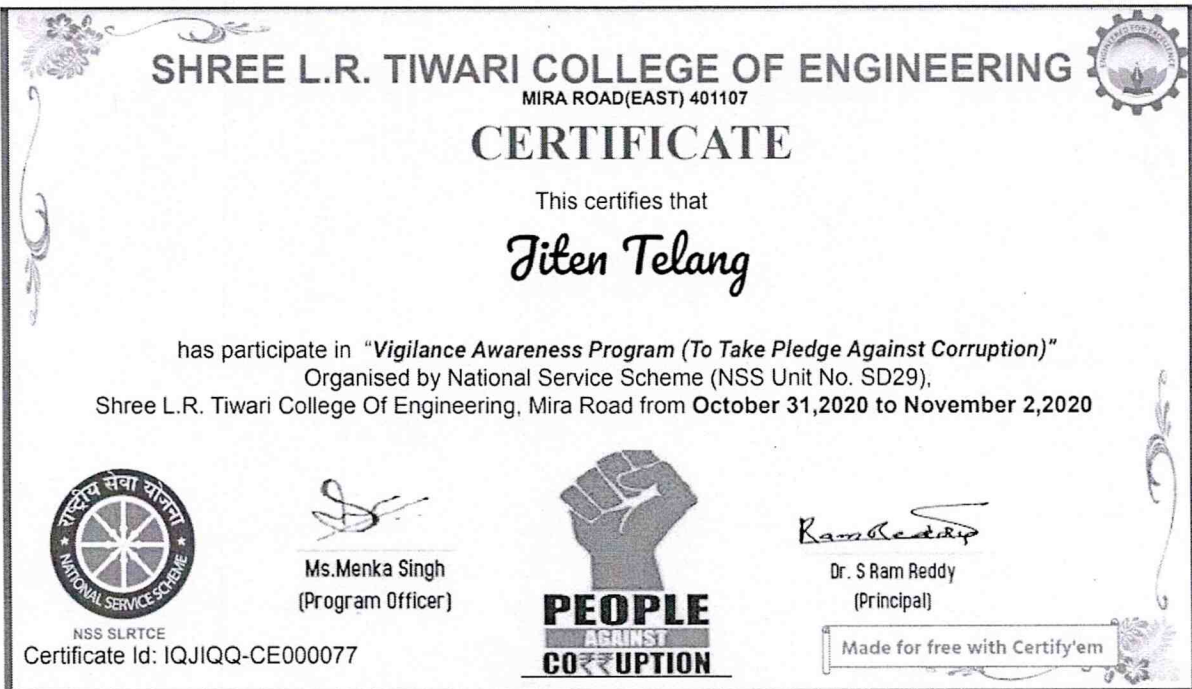 SHREE L.R. TIWARI COLLEGE OF ENGINEERING
ENGINEERED FOR EXCELLENCE
MIRA ROAD(EAST) 401107
CERTIFICATE
This certifies that
Jiten Telang
has participate in “Vigilance Awareness Program (To Take Pledge Against Corruption)”
Organised by National Service Scheme (NSS Unit No. SD29),
Shree L.R. Tiwari College Of Engineering, Mira Road from October 31,2020 to November 2,2020
राष्ट्रीय सेवा योजना
NATIONAL SERVICE SCHEME
NSS SLRTCE
Certificate Id: IQJIQQ-CE000077
Ms.Menka Singh
(Program Officer)
PEOPLE
AGAINST
CO₹₹UPTION
Ram Reddy
Dr. S Ram Reddy
(Principal)
Made for free with Certify'em